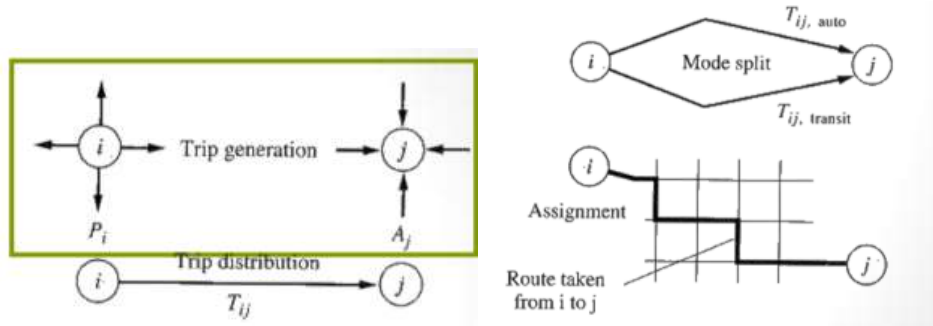 i
Trip generation
j
P_i
A_j
Trip distribution
i
T_ij
j
T_ij, auto
i
Mode split
j
T_ij, transit
i
Assignment
Route taken
from i to j
j